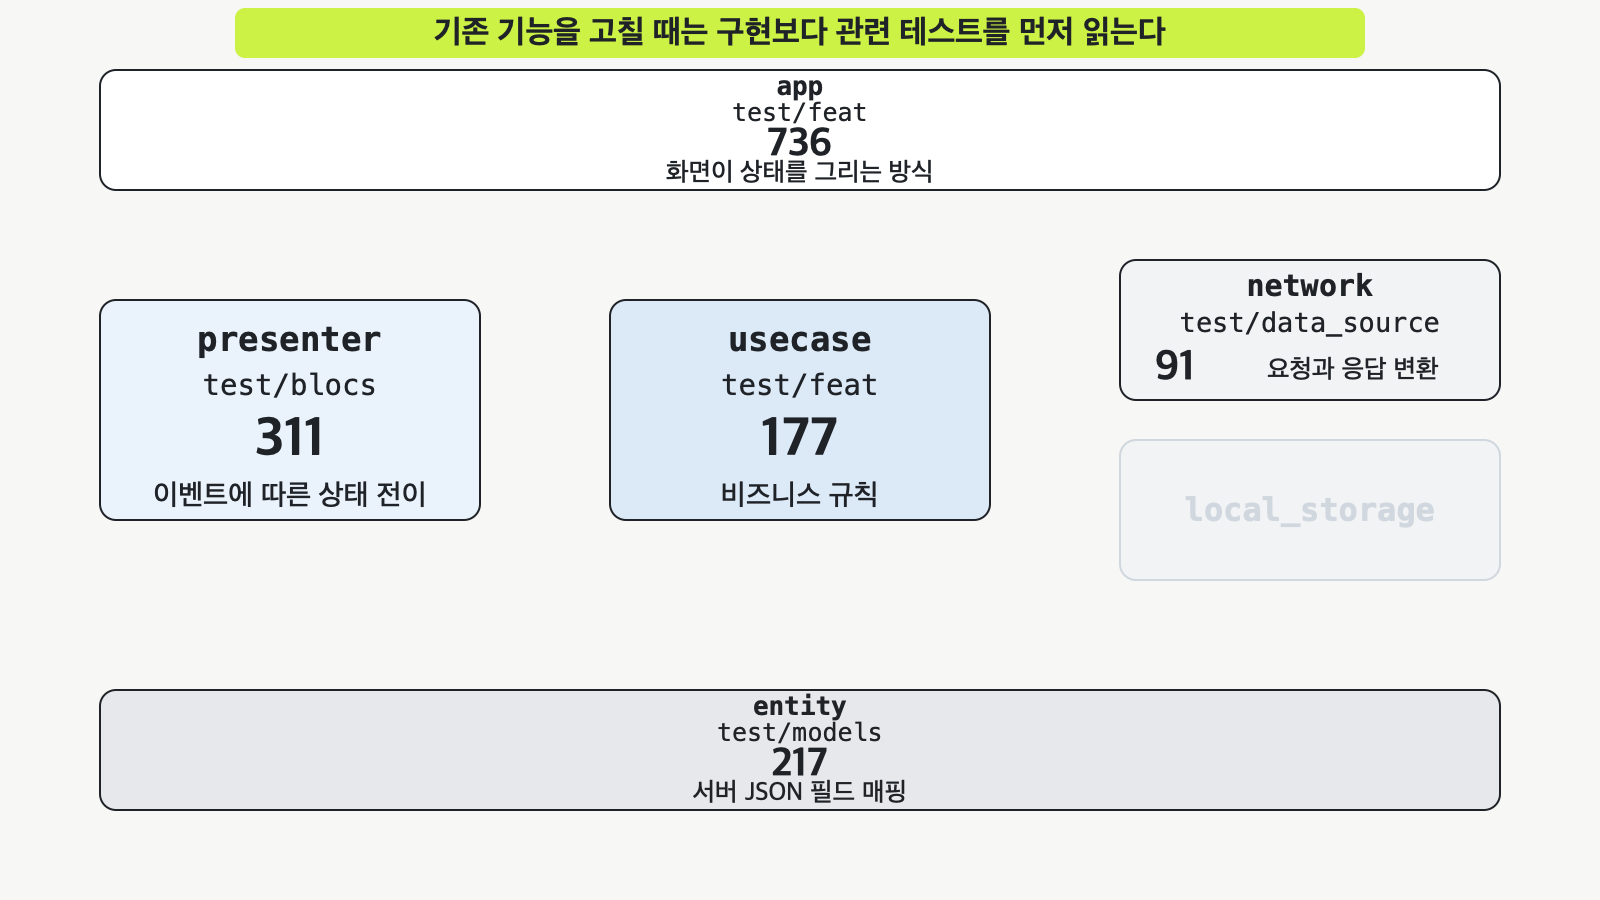 기존 기능을 고칠 때는 구현보다 관련 테스트를 먼저 읽는다
app
test/feat
736
화면이 상태를 그리는 방식
presenter
test/blocs
311
이벤트에 따른 상태 전이
usecase
test/feat
177
비즈니스 규칙
network
test/data_source
91 요청과 응답 변환
local_storage
entity
test/models
217
서버 JSON 필드 매핑